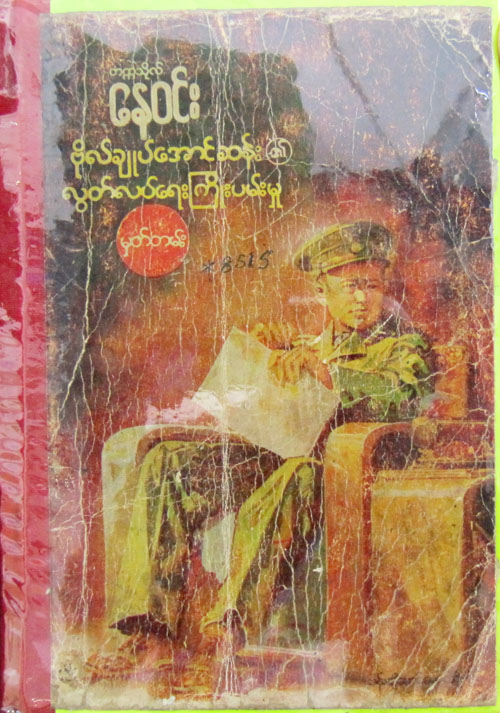 တက္ကသိုလ်
နေဝင်း
ဗိုလ်ချုပ်အောင်ဆန်း၏
လွတ်လပ်ရေးကြိုးပမ်းမှု
မှတ်တမ်း